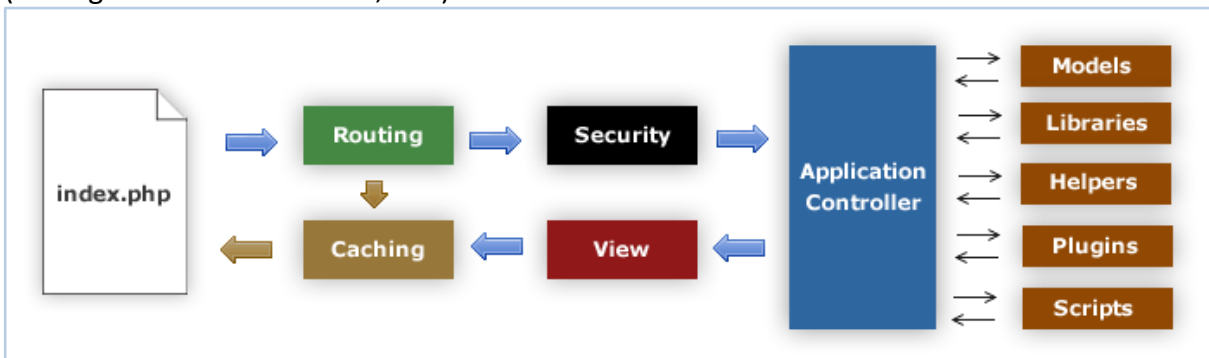 index.php
Routing
Security
Application
Controller
Caching
View
Models
Libraries
Helpers
Plugins
Scripts